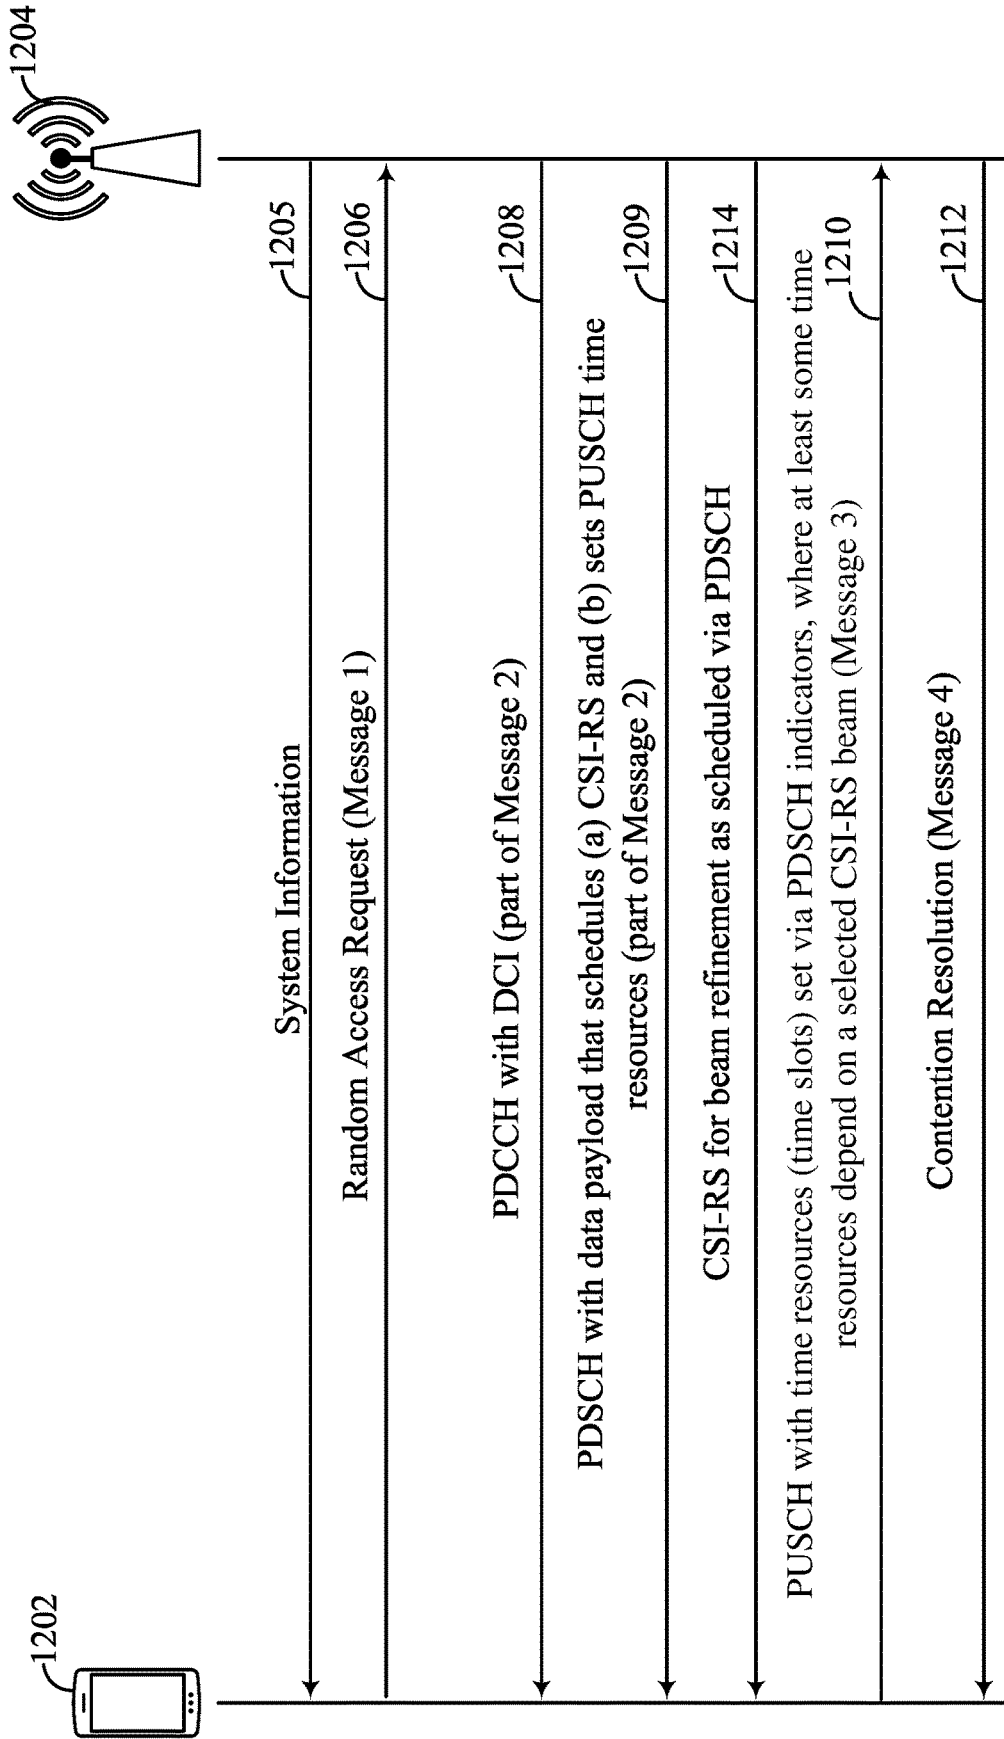 1202
1204
System Information
1205
Random Access Request (Message 1)
1206
PDCCH with DCI (part of Message 2)
1208
PDSCH with data payload that schedules (a) CSI-RS and (b) sets PUSCH time
resources (part of Message 2)
1209
CSI-RS for beam refinement as scheduled via PDSCH
1214
PUSCH with time resources (time slots) set via PDSCH indicators, where at least some time
resources depend on a selected CSI-RS beam (Message 3)
1210
Contention Resolution (Message 4)
1212